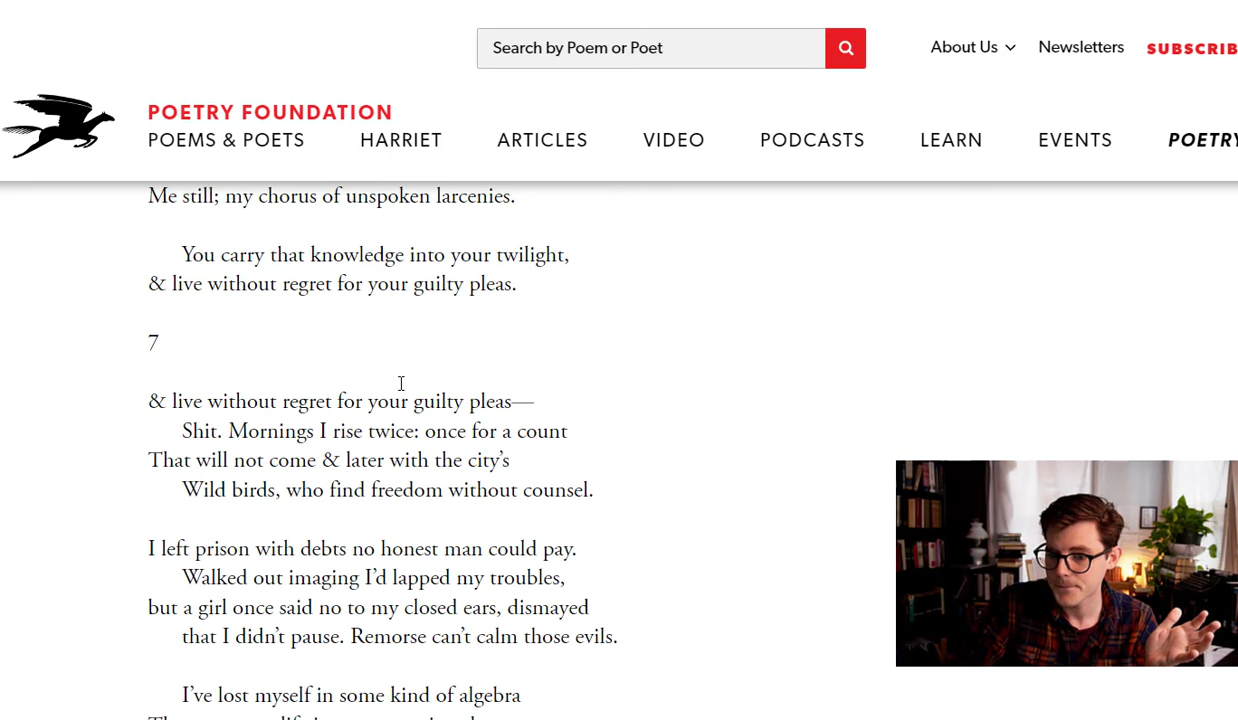 Search by Poem or Poet
About Us
Newsletters
SUBSCRIB
POETRY FOUNDATION
POEMS & POETS
HARRIET
ARTICLES
VIDEO
PODCASTS
LEARN
EVENTS
POETRY
Me still; my chorus of unspoken larcenies.
You carry that knowledge into your twilight,
& live without regret for your guilty pleas.
7
& live without regret for your guilty pleas—
Shit. Mornings I rise twice: once for a count
That will not come & later with the city’s
Wild birds, who find freedom without counsel.
I left prison with debts no honest man could pay.
Walked out imaging I’d lapped my troubles,
but a girl once said no to my closed ears, dismayed
that I didn’t pause. Remorse can’t calm those evils.
I’ve lost myself in some kind of algebra